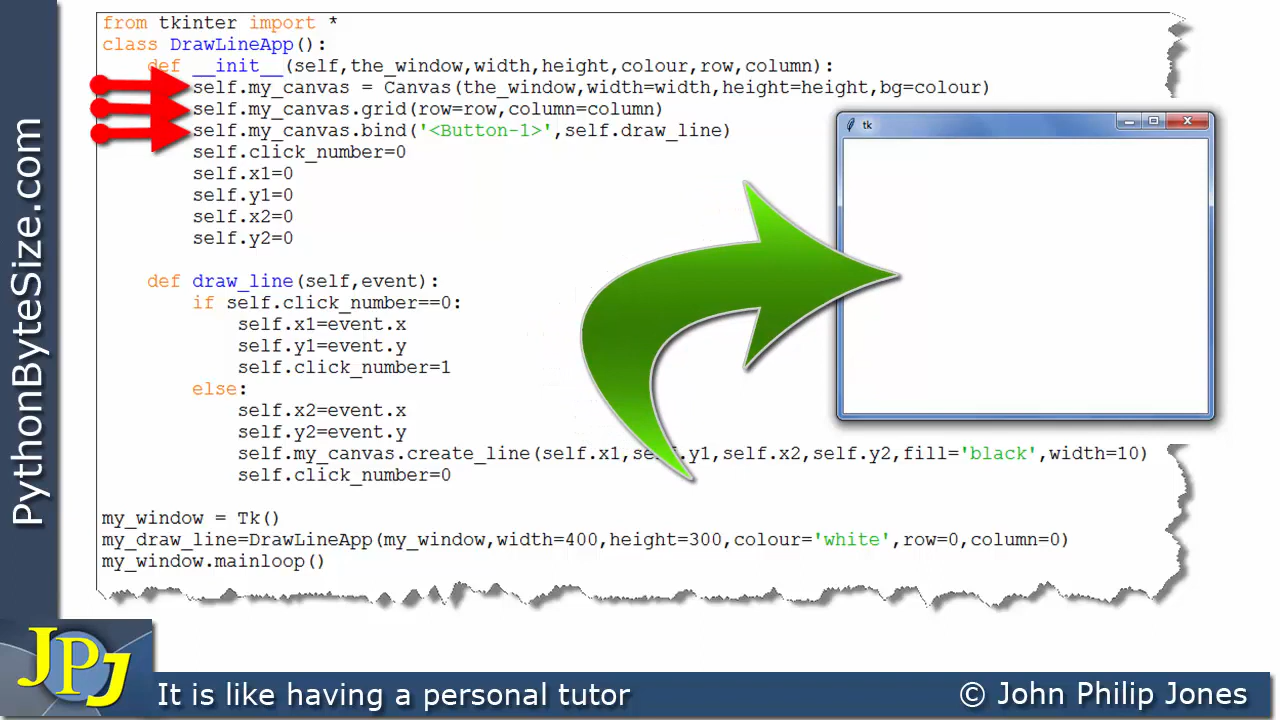 from tkinter import *
class DrawLineApp():
    def __init__(self,the_window,width,height,colour,row,column):
        self.my_canvas = Canvas(the_window,width=width,height=height,bg=colour)
        self.my_canvas.grid(row=row,column=column)
        self.my_canvas.bind('<Button-1>',self.draw_line)
        self.click_number=0
        self.x1=0
        self.y1=0
        self.x2=0
        self.y2=0
    def draw_line(self,event):
        if self.click_number==0:
            self.x1=event.x
            self.y1=event.y
            self.click_number=1
        else:
            self.x2=event.x
            self.y2=event.y
            self.my_canvas.create_line(self.x1,self.y1,self.x2,self.y2,fill='black',width=10)
            self.click_number=0
my_window = Tk()
my_draw_line=DrawLineApp(my_window,width=400,height=300,colour='white',row=0,column=0)
my_window.mainloop()
tk
PythonByteSize.com
JPJ
It is like having a personal tutor
© John Philip Jones